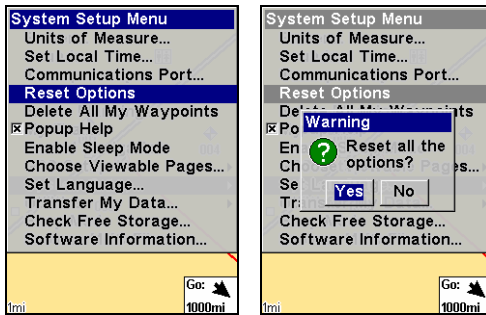 System Setup Menu
Units of Measure...
Set Local Time...
Communications Port...
Reset Options
Delete All My Waypoints
Popup Help
Enable Sleep Mode
Choose Viewable Pages...
Set Language...
Transfer My Data...
Check Free Storage...
Software Information...
Go:
1mi
1000mi
System Setup Menu
Units of Measure...
Set Local Time...
Communications Port...
Reset Options
Warning
Reset all the
options?
Yes No
Check Free Storage...
Software Information...
Go:
1mi
1000mi